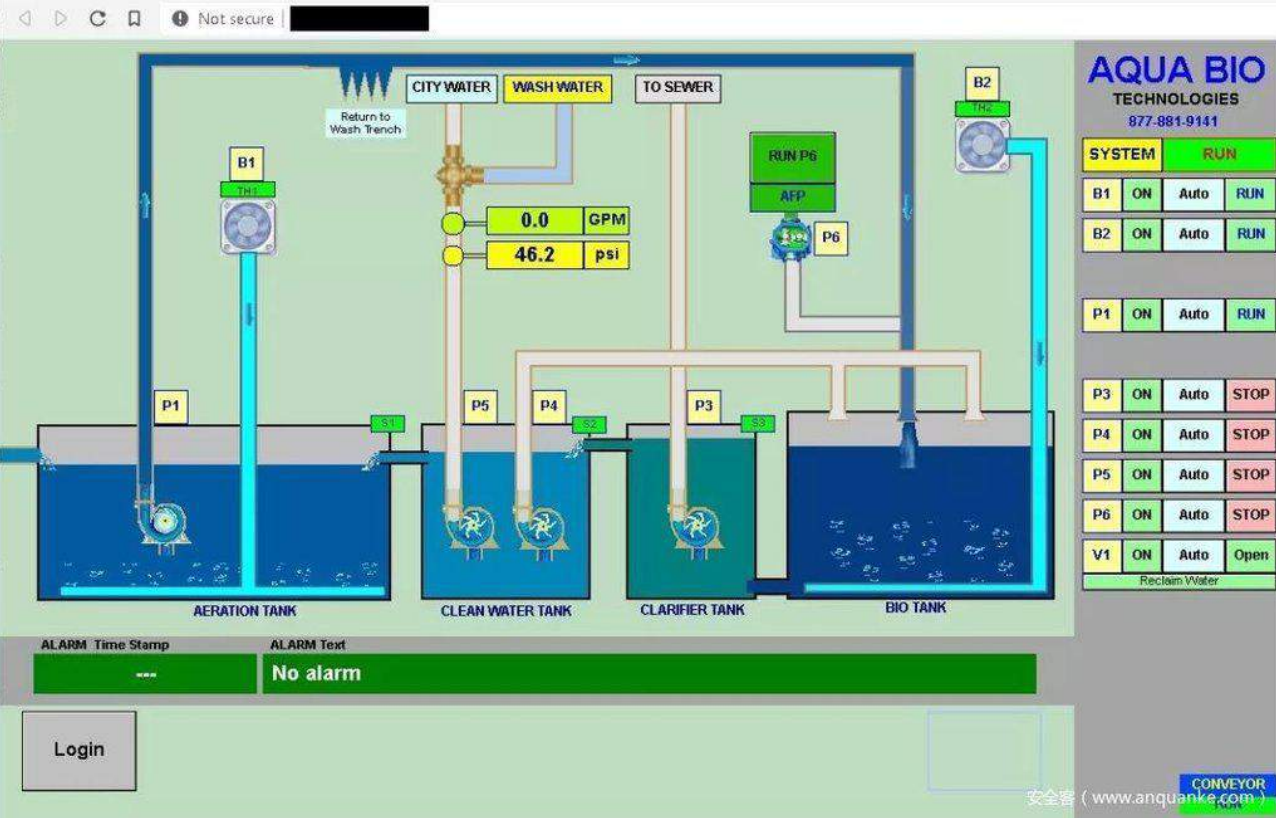 Not secure
AQUA BIO
TECHNOLOGIES
877-881-9141
CITY WATER
WASH WATER
TO SEWER
Return to
Wash Trench
B1
TH1
B2
TH2
RUN P6
AFP
P6
0.0 GPM
46.2 psi
SYSTEM RUN
B1 ON Auto RUN
B2 ON Auto RUN
P1 ON Auto RUN
P3 ON Auto STOP
P4 ON Auto STOP
P5 ON Auto STOP
P6 ON Auto STOP
V1 ON Auto Open
Reclaim Water
P1
P5
P4
P3
S1
S2
S3
AERATION TANK
CLEAN WATER TANK
CLARIFIER TANK
BIO TANK
ALARM Time Stamp
ALARM Text
---
No alarm
Login
CONVEYOR
RUN
安全客 ( www.anquanke.com )